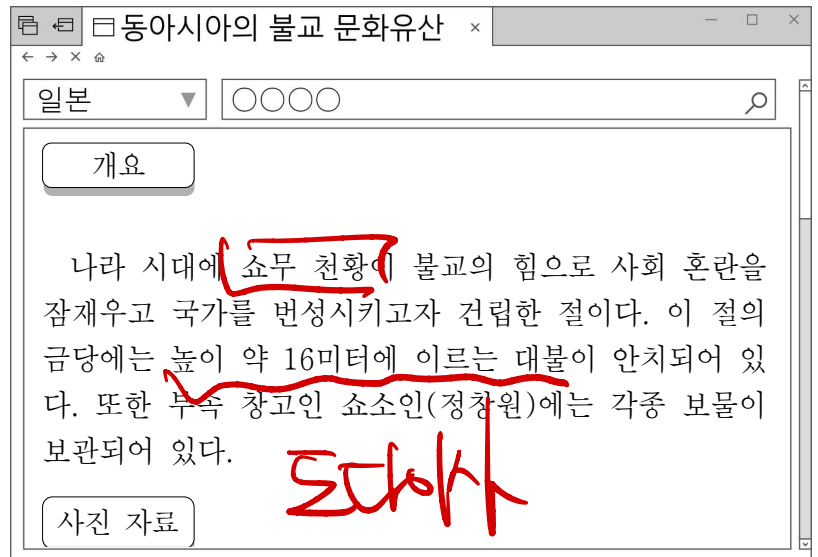 동아시아의 불교 문화유산
일본 ▼ ○○○○
개요
나라 시대에 쇼무 천황이 불교의 힘으로 사회 혼란을
잠재우고 국가를 번성시키고자 건립한 절이다. 이 절의
금당에는 높이 약 16미터에 이르는 대불이 안치되어 있
다. 또한 부속 창고인 쇼소인(정창원)에는 각종 보물이
보관되어 있다.
도다이사
사진 자료